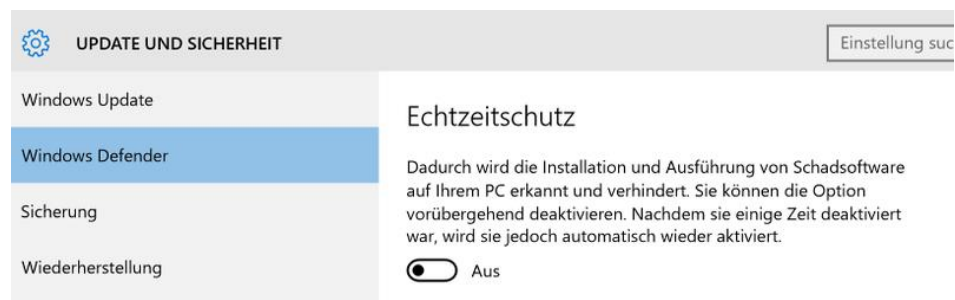 UPDATE UND SICHERHEIT
Einstellung suc
Windows Update
Windows Defender
Sicherung
Wiederherstellung
Echtzeitschutz
Dadurch wird die Installation und Ausführung von Schadsoftware
auf Ihrem PC erkannt und verhindert. Sie können die Option
vorübergehend deaktivieren. Nachdem sie einige Zeit deaktiviert
war, wird sie jedoch automatisch wieder aktiviert.
Aus